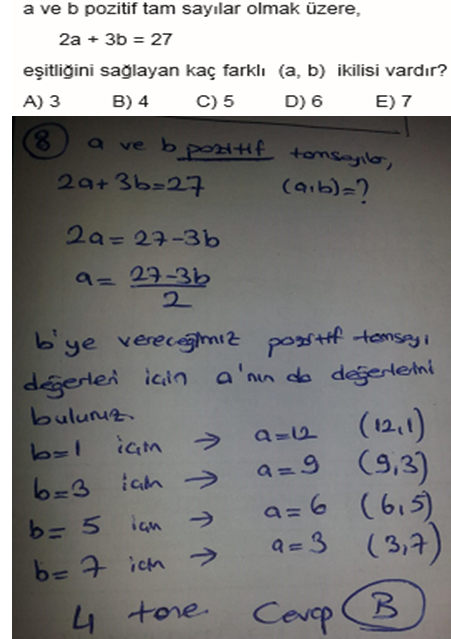 a ve b pozitif tam sayılar olmak üzere,
2a + 3b = 27
eşitliğini sağlayan kaç farklı (a, b) ikilisi vardır?
A) 3 B) 4 C) 5 D) 6 E) 7
8 a ve b pozitif tamsayılar,
2a+3b=27 (a,b)=?
2a = 27-3b
a = 27-3b
2
b'ye vereceğimiz pozitif tamsayı
değerleri için a'nın da değerlerini
buluruz.
b=1 için → a=12 (12,1)
b=3 için → a=9 (9,3)
b=5 için → a=6 (6,5)
b=7 için → a=3 (3,7)
4 tane. Cevap B